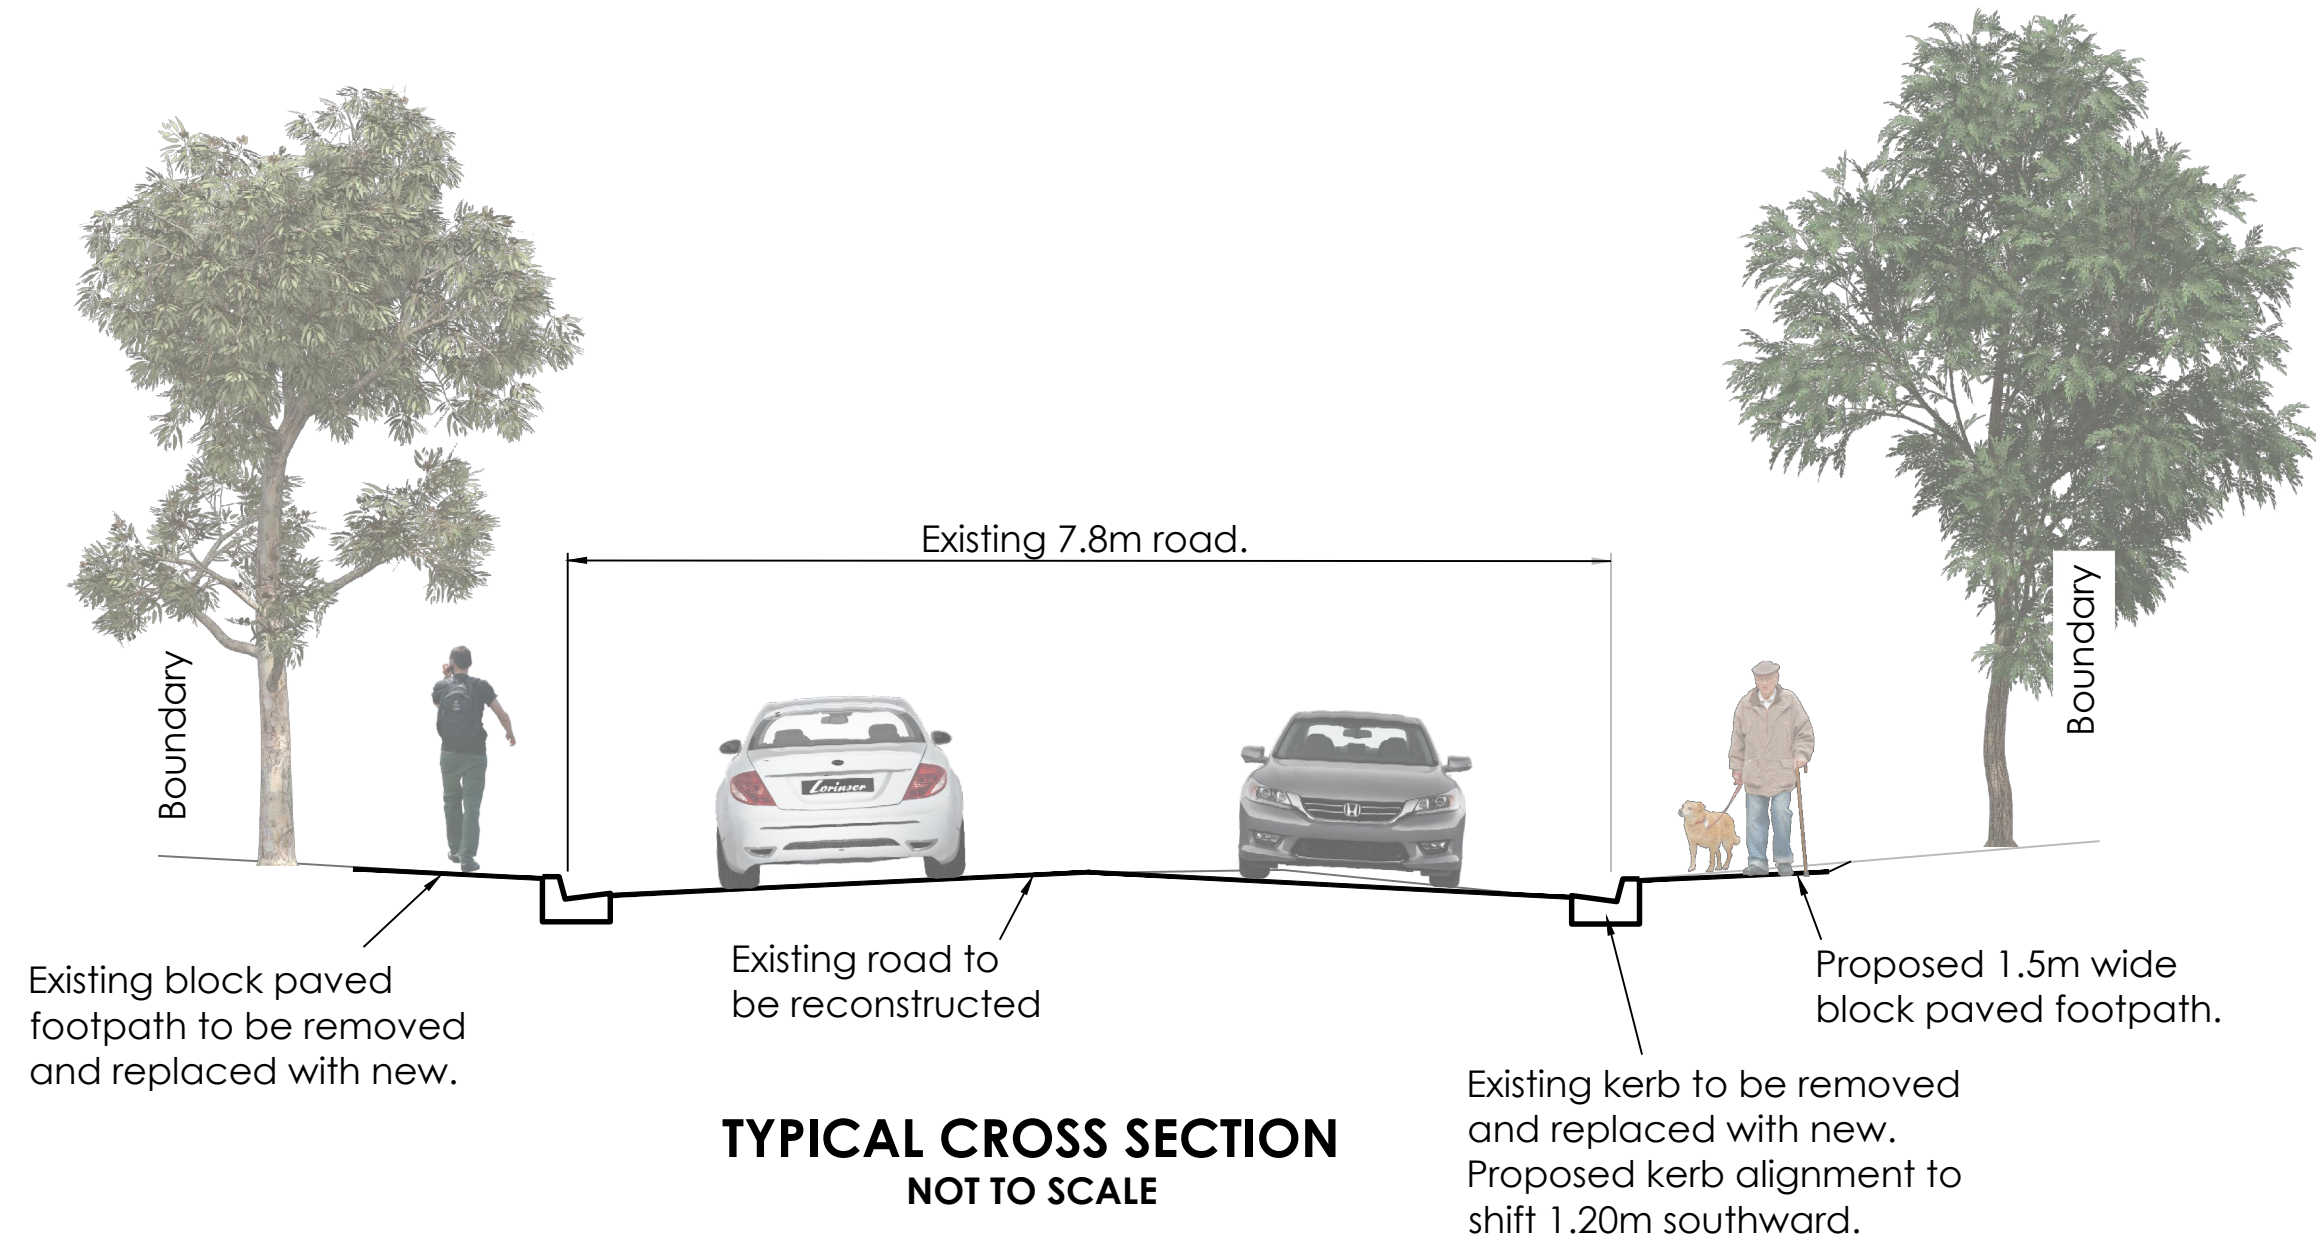 Existing 7.8m road.
Boundary
Boundary
Lorinser
Existing block paved
footpath to be removed
and replaced with new.
Existing road to
be reconstructed
Proposed 1.5m wide
block paved footpath.
Existing kerb to be removed
and replaced with new.
Proposed kerb alignment to
shift 1.20m southward.
TYPICAL CROSS SECTION
NOT TO SCALE